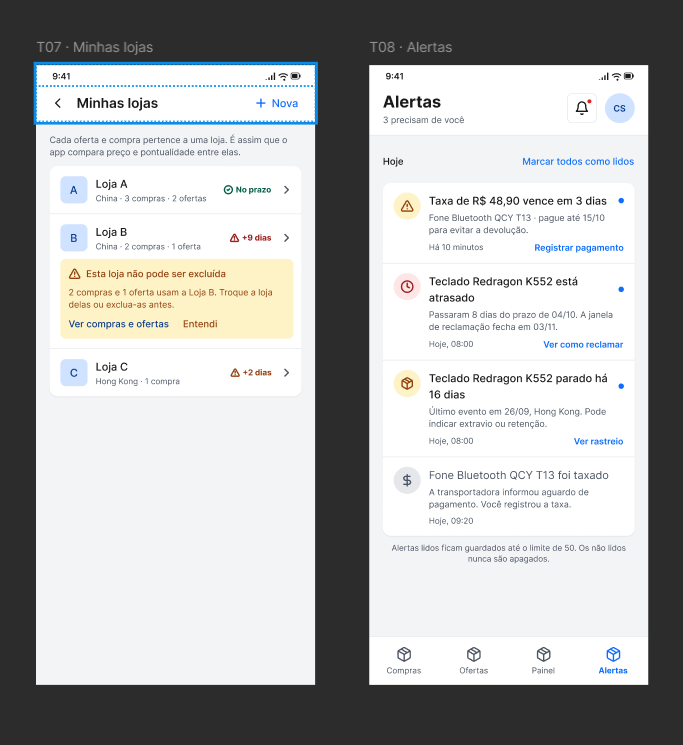 T07 · Minhas lojas
9:41
Minhas lojas
+ Nova
Cada oferta e compra pertence a uma loja. É assim que o
app compara preço e pontualidade entre elas.
A
Loja A
China · 3 compras · 2 ofertas
No prazo
B
Loja B
China · 2 compras · 1 oferta
+9 dias
Esta loja não pode ser excluída
2 compras e 1 oferta usam a Loja B. Troque a loja
delas ou exclua-as antes.
Ver compras e ofertas
Entendi
C
Loja C
Hong Kong · 1 compra
+2 dias
T08 · Alertas
9:41
Alertas
3 precisam de você
CS
Hoje
Marcar todos como lidos
Taxa de R$ 48,90 vence em 3 dias
Fone Bluetooth QCY T13 · pague até 15/10
para evitar a devolução.
Há 10 minutos
Registrar pagamento
Teclado Redragon K552 está
atrasado
Passaram 8 dias do prazo de 04/10. A janela
de reclamação fecha em 03/11.
Hoje, 08:00
Ver como reclamar
Teclado Redragon K552 parado há
16 dias
Último evento em 26/09, Hong Kong. Pode
indicar extravio ou retenção.
Hoje, 08:00
Ver rastreio
$
Fone Bluetooth QCY T13 foi taxado
A transportadora informou aguardo de
pagamento. Você registrou a taxa.
Hoje, 09:20
Alertas lidos ficam guardados até o limite de 50. Os não lidos
nunca são apagados.
Compras
Ofertas
Painel
Alertas